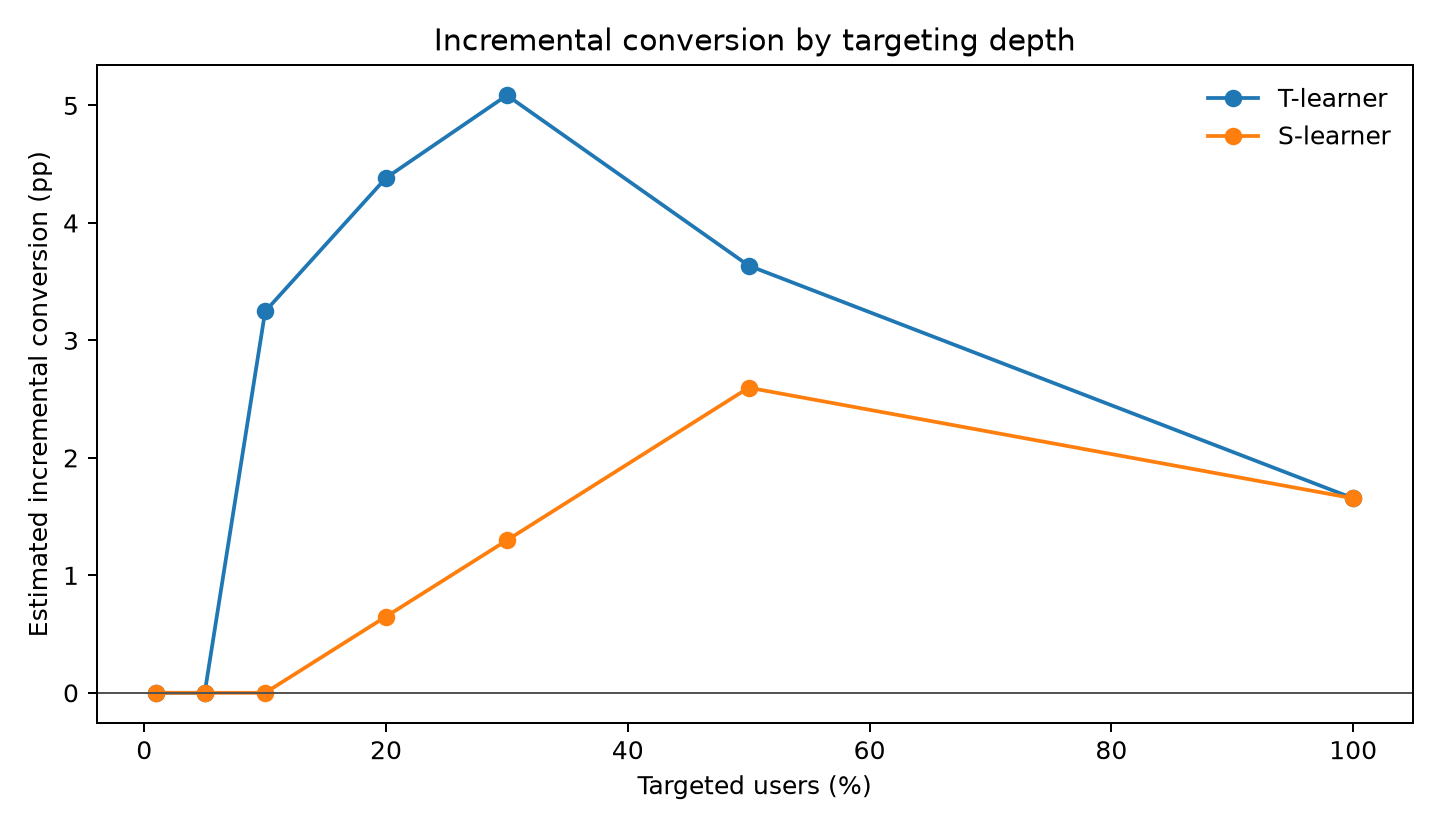 Incremental conversion by targeting depth
T-learner
S-learner
Estimated incremental conversion (pp)
5
4
3
2
1
0
0 20 40 60 80 100
Targeted users (%)